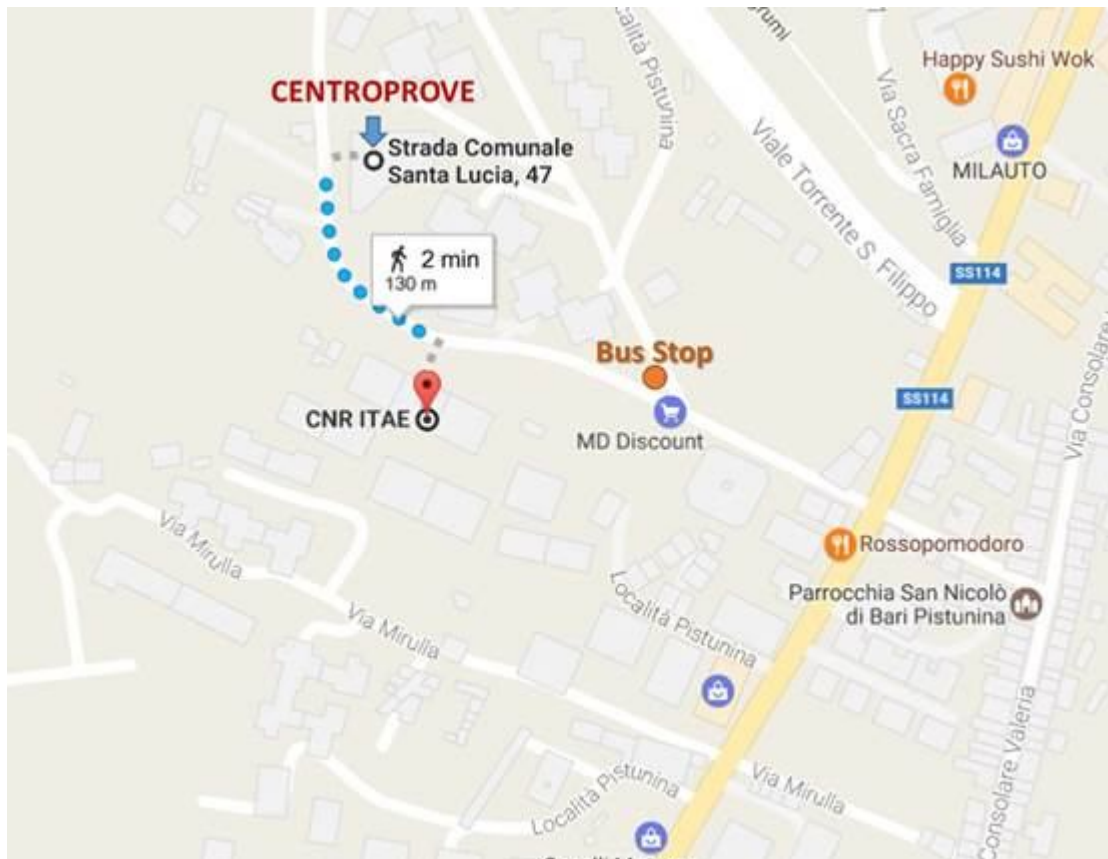 grumi
Località Pistunina
Happy Sushi Wok
Via Sacra Famiglia
CENTROPROVE
Strada Comunale
Santa Lucia, 47
Viale Torrente S. Filippo
MILAUTO
2 min
130 m
SS114
Bus Stop
SS114
Via Consolare
CNR ITAE
MD Discount
Via Mirulla
Rossopomodoro
Località Pistunina
Parrocchia San Nicolò
di Bari Pistunina
Via Mirulla
Consolare Valeria
Via Mirulla
Località Pistunina